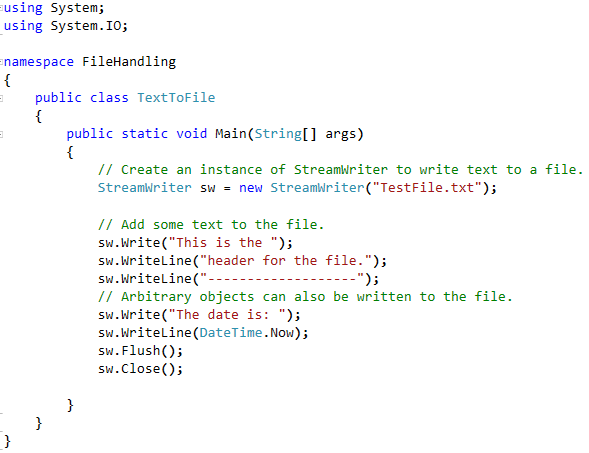 using System;
using System.IO;
namespace FileHandling
{
    public class TextToFile
    {
        public static void Main(String[] args)
        {
            // Create an instance of StreamWriter to write text to a file.
            StreamWriter sw = new StreamWriter("TestFile.txt");

            // Add some text to the file.
            sw.Write("This is the ");
            sw.WriteLine("header for the file.");
            sw.WriteLine("-------------------");
            // Arbitrary objects can also be written to the file.
            sw.Write("The date is: ");
            sw.WriteLine(DateTime.Now);
            sw.Flush();
            sw.Close();

        }
    }
}